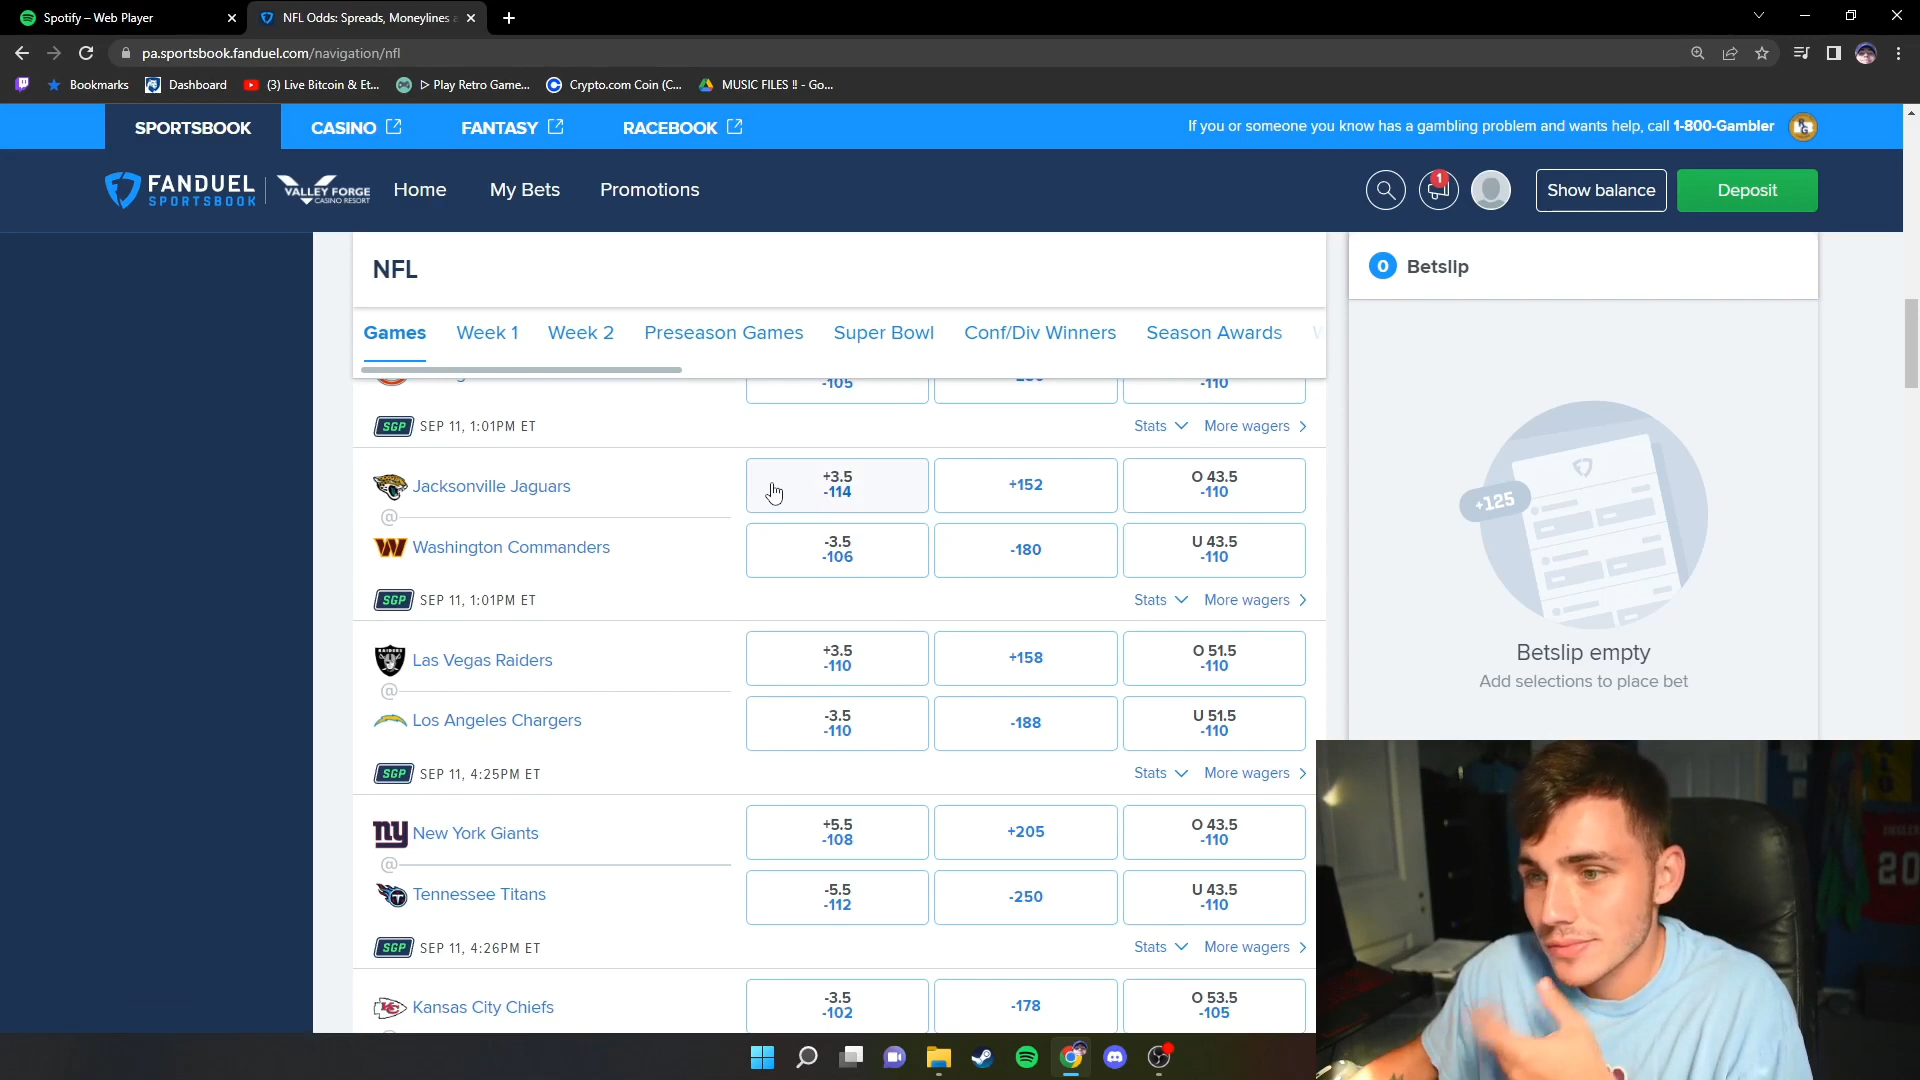 Spotify – Web Player
NFL Odds: Spreads, Moneylines
pa.sportsbook.fanduel.com/navigation/nfl
Bookmarks
Dashboard
(3) Live Bitcoin & Et...
▷ Play Retro Game...
Crypto.com Coin (C...
MUSIC FILES !! - Go...
SPORTSBOOK
CASINO
FANTASY
RACEBOOK
If you or someone you know has a gambling problem and wants help, call 1-800-Gambler
RG
FANDUEL
SPORTSBOOK
VALLEY FORGE
CASINO RESORT
Home
My Bets
Promotions
1
Show balance
Deposit
NFL
0 Betslip
Games
Week 1
Week 2
Preseason Games
Super Bowl
Conf/Div Winners
Season Awards
-105
-110
SGP SEP 11, 1:01PM ET
Stats
More wagers
Jacksonville Jaguars
+3.5
-114
+152
O 43.5
-110
@
Washington Commanders
-3.5
-106
-180
U 43.5
-110
SGP SEP 11, 1:01PM ET
Stats
More wagers
RAIDERS
Las Vegas Raiders
+3.5
-110
+158
O 51.5
-110
@
Los Angeles Chargers
-3.5
-110
-188
U 51.5
-110
SGP SEP 11, 4:25PM ET
Stats
More wagers
ny
New York Giants
+5.5
-108
+205
O 43.5
-110
@
Tennessee Titans
-5.5
-112
-250
U 43.5
-110
SGP SEP 11, 4:26PM ET
Stats
More wagers
KC
Kansas City Chiefs
-3.5
-102
-178
O 53.5
-105
+125
Betslip empty
Add selections to place bet
20